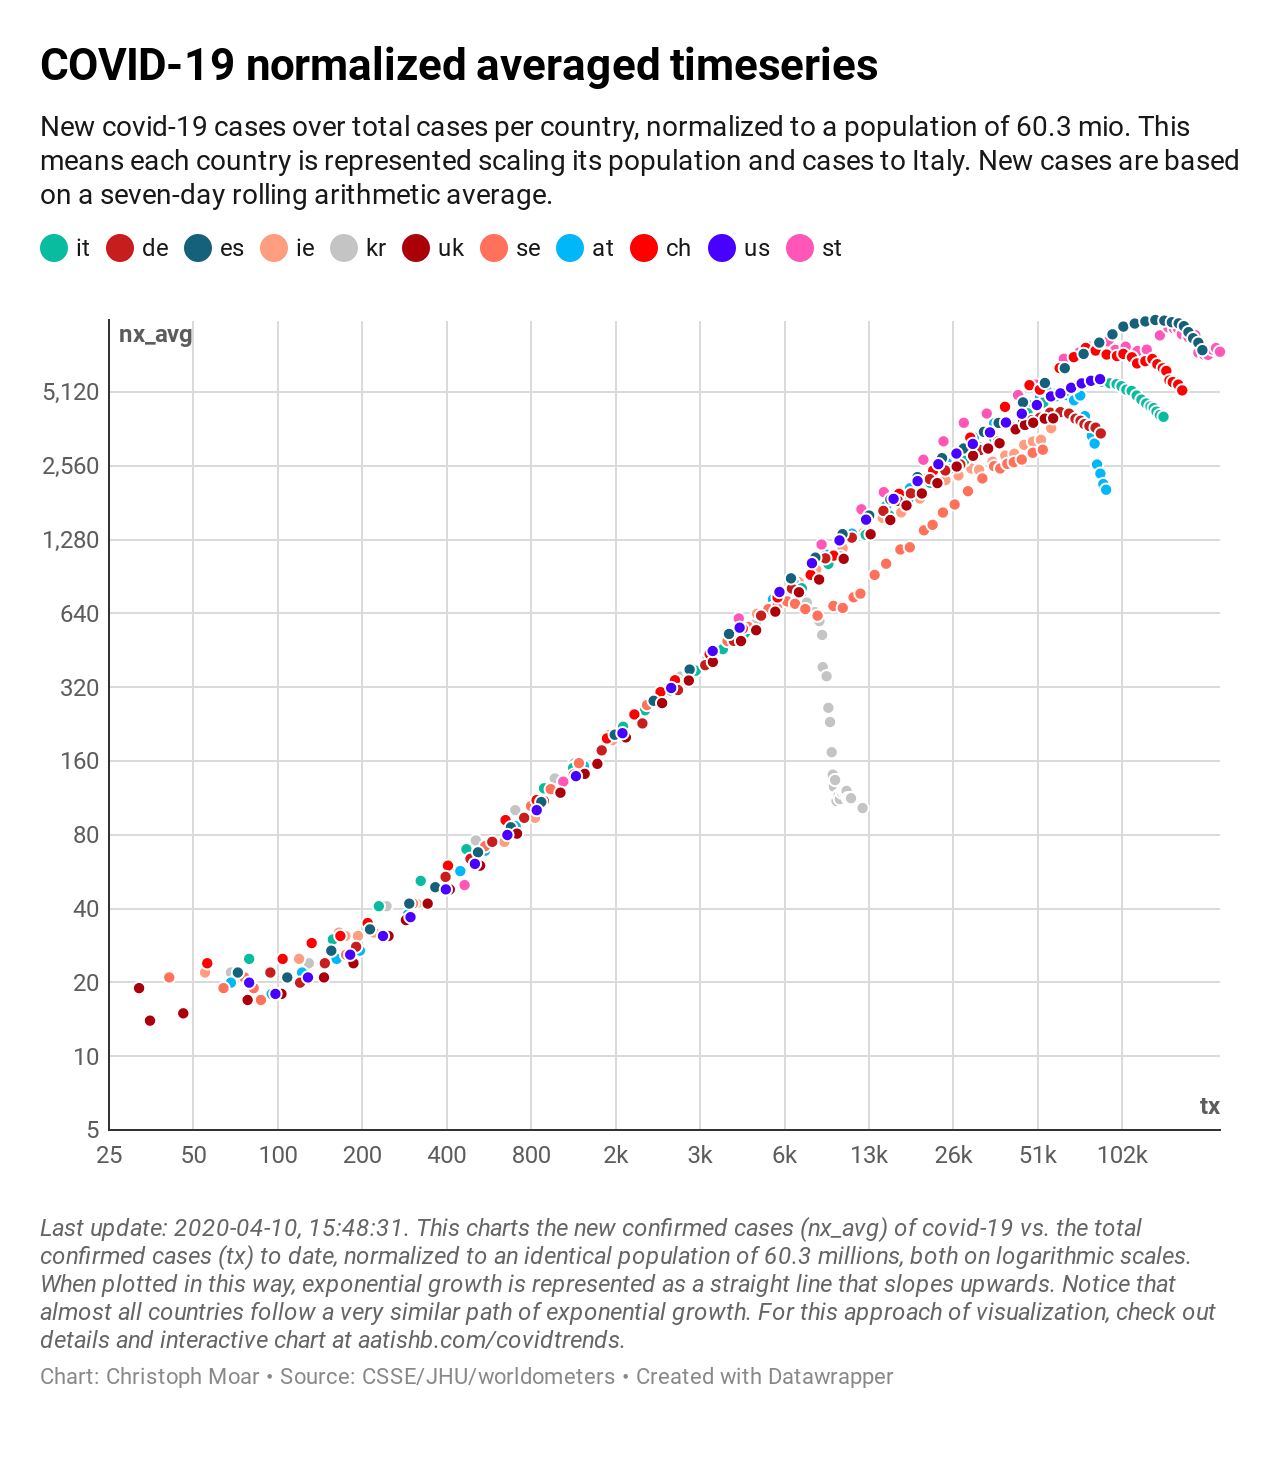 COVID-19 normalized averaged timeseries
New covid-19 cases over total cases per country, normalized to a population of 60.3 mio. This
means each country is represented scaling its population and cases to Italy. New cases are based
on a seven-day rolling arithmetic average.
it de es ie kr uk se at ch us st
nx_avg
5,120
2,560
1,280
640
320
160
80
40
20
10
tx
5
25 50 100 200 400 800 2k 3k 6k 13k 26k 51k 102k
Last update: 2020-04-10, 15:48:31. This charts the new confirmed cases (nx_avg) of covid-19 vs. the total
confirmed cases (tx) to date, normalized to an identical population of 60.3 millions, both on logarithmic scales.
When plotted in this way, exponential growth is represented as a straight line that slopes upwards. Notice that
almost all countries follow a very similar path of exponential growth. For this approach of visualization, check out
details and interactive chart at aatishb.com/covidtrends.
Chart: Christoph Moar • Source: CSSE/JHU/worldometers • Created with Datawrapper